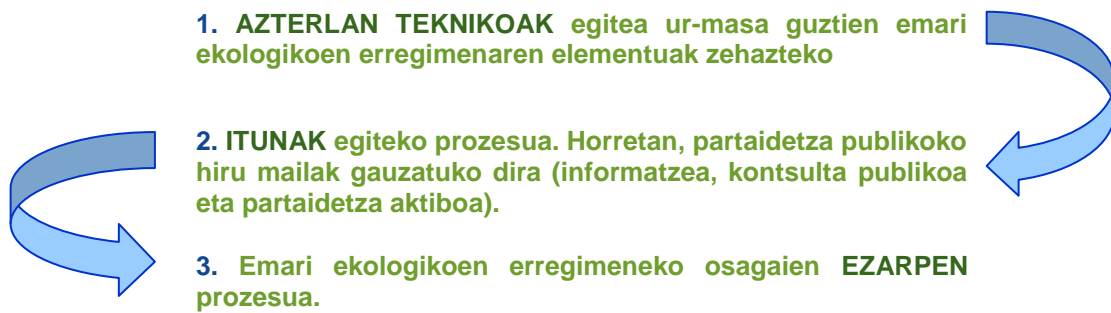 1. AZTERLAN TEKNIKOAK egitea ur-masa guztien emari
ekologikoen erregimenaren elementuak zehazteko
2. ITUNAK egiteko prozesua. Horretan, partaidetza publikoko
hiru mailak gauzatuko dira (informatzea, kontsulta publikoa
eta partaidetza aktiboa).
3. Emari ekologikoen erregimeneko osagaien EZARPEN
prozesua.